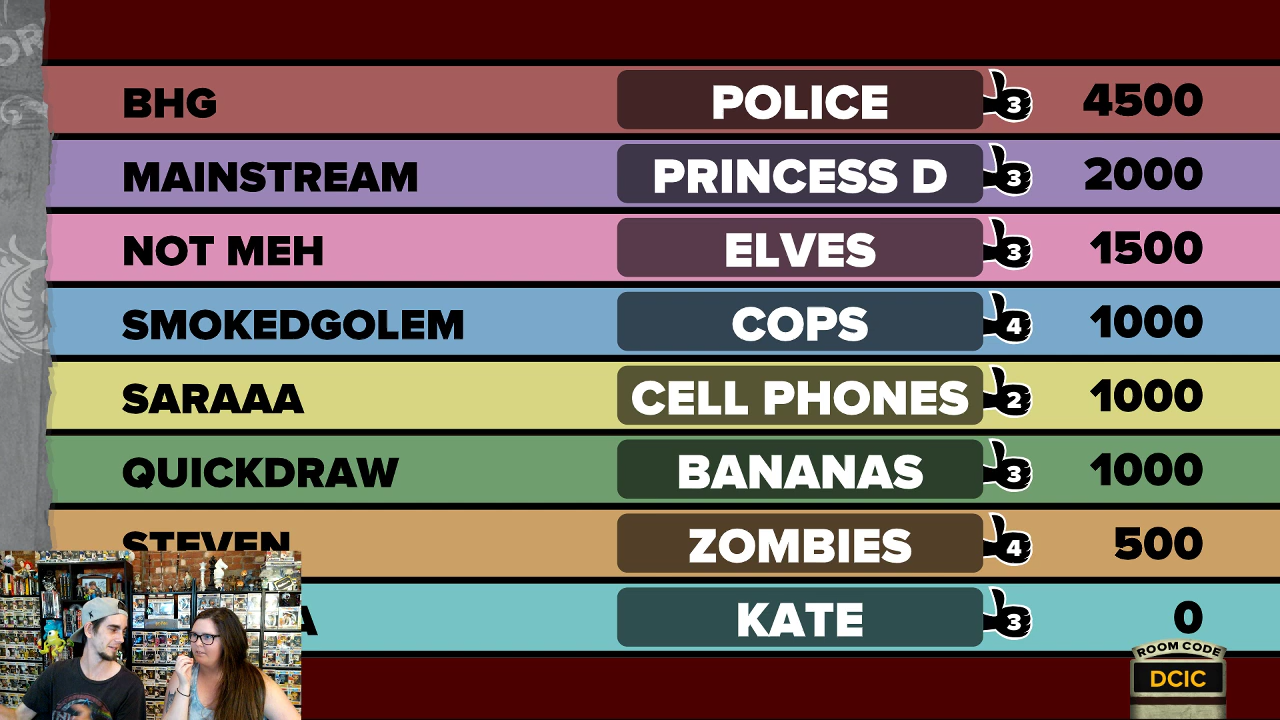 BHG POLICE 3 4500
MAINSTREAM PRINCESS D 3 2000
NOT MEH ELVES 3 1500
SMOKEDGOLEM COPS 4 1000
SARAAA CELL PHONES 2 1000
QUICKDRAW BANANAS 3 1000
STEVEN ZOMBIES 4 500
KATE 3 0
ROOM CODE
DCIC